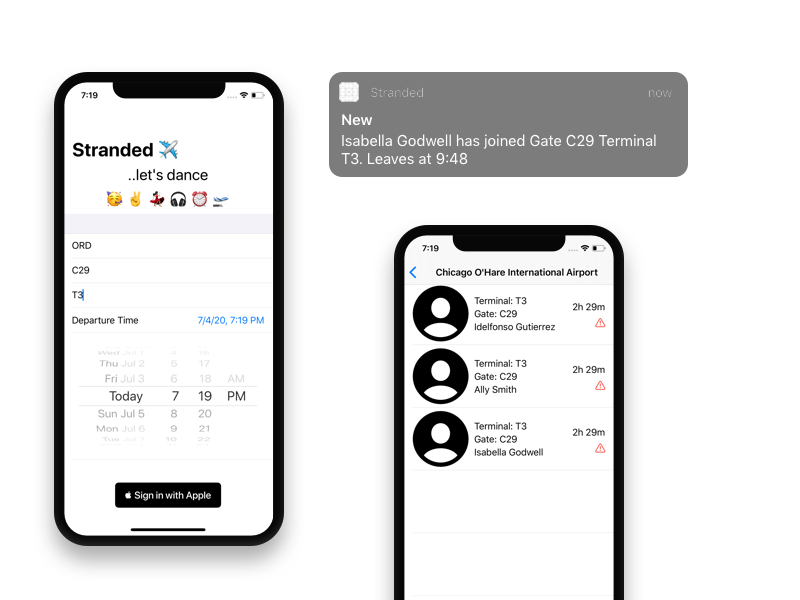 7:19
Stranded ✈️
..let's dance
🥳 ✌️ 💃 🎧 ⏰ 🛫
ORD
C29
T3
Departure Time 7/4/20, 7:19 PM
Wed Jul 1 4 16
Thu Jul 2 5 17
Fri Jul 3 6 18 AM
Today 7 19 PM
Sun Jul 5 8 20
Mon Jul 6 9 21
Tue Jul 7 10 22
Sign in with Apple
Stranded now
New
Isabella Godwell has joined Gate C29 Terminal
T3. Leaves at 9:48
7:19
Chicago O'Hare International Airport
Terminal: T3
Gate: C29
Idelfonso Gutierrez
2h 29m
Terminal: T3
Gate: C29
Ally Smith
2h 29m
Terminal: T3
Gate: C29
Isabella Godwell
2h 29m